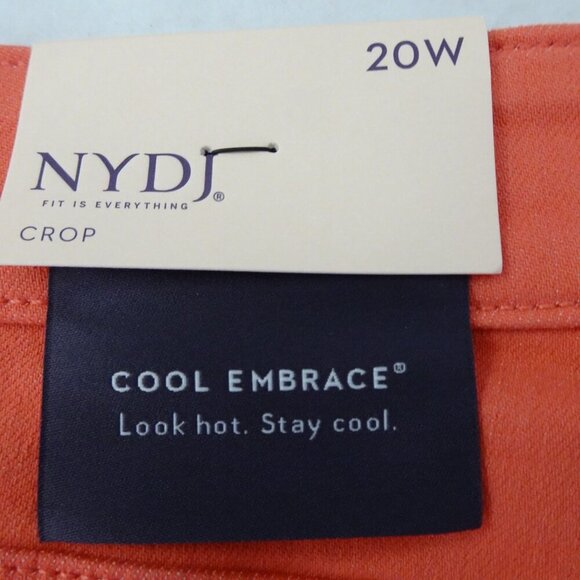 20W
NYDJ®
FIT IS EVERYTHING
CROP
COOL EMBRACE®
Look hot. Stay cool.